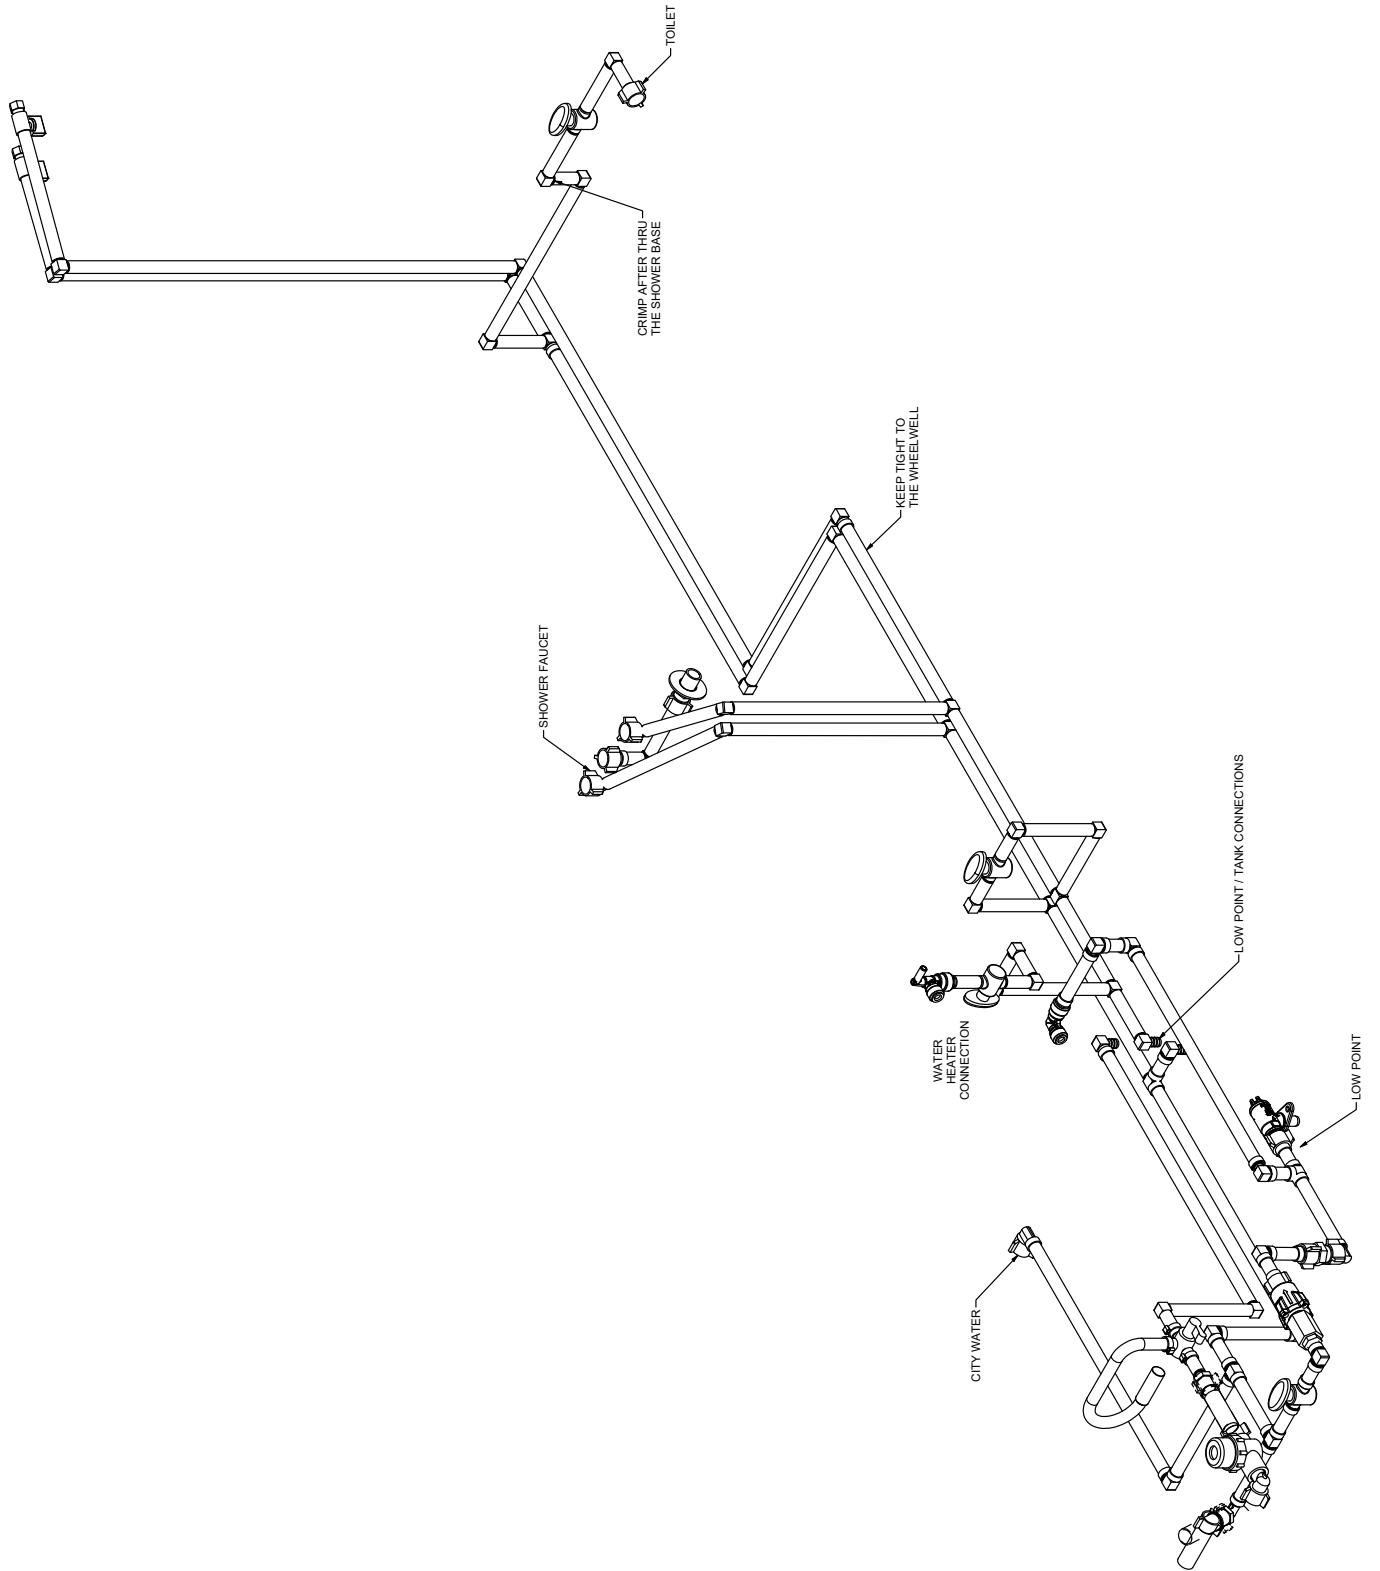 TOILET
CRIMP AFTER THRU
THE SHOWER BASE
KEEP TIGHT TO
THE WHEELWELL
SHOWER FAUCET
LOW POINT / TANK CONNECTIONS
WATER
HEATER
CONNECTION
LOW POINT
CITY WATER